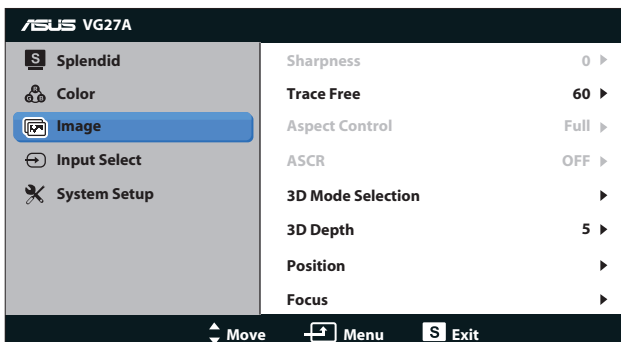 ASUS VG27A
S Splendid
Color
Image
Input Select
System Setup
Sharpness 0
Trace Free 60
Aspect Control Full
ASCR OFF
3D Mode Selection
3D Depth 5
Position
Focus
Move Menu S Exit